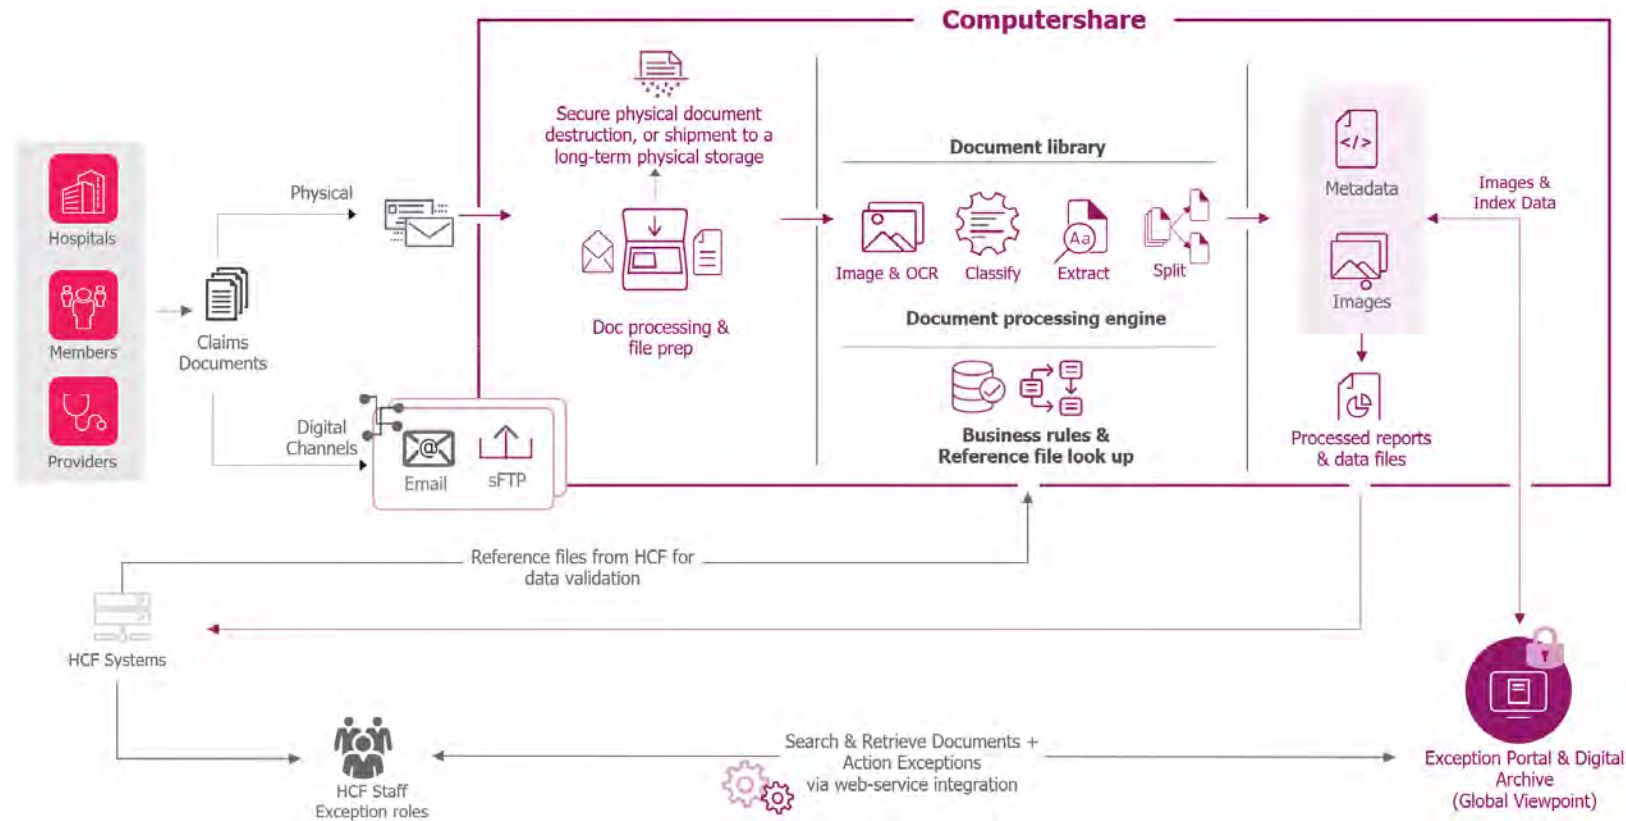 Computershare
Secure physical document
destruction, or shipment to a
long-term physical storage
Hospitals
Members
Providers
Claims
Documents
Physical
Digital
Channels
@
Email
sFTP
Doc processing &
file prep
Document library
Image & OCR
Classify
Aa
Extract
Split
Document processing engine
Business rules &
Reference file look up
</>
Metadata
Images
Processed reports
& data files
Images &
Index Data
Reference files from HCF for
data validation
HCF Systems
HCF Staff
Exception roles
Search & Retrieve Documents +
Action Exceptions
via web-service integration
Exception Portal & Digital
Archive
(Global Viewpoint)